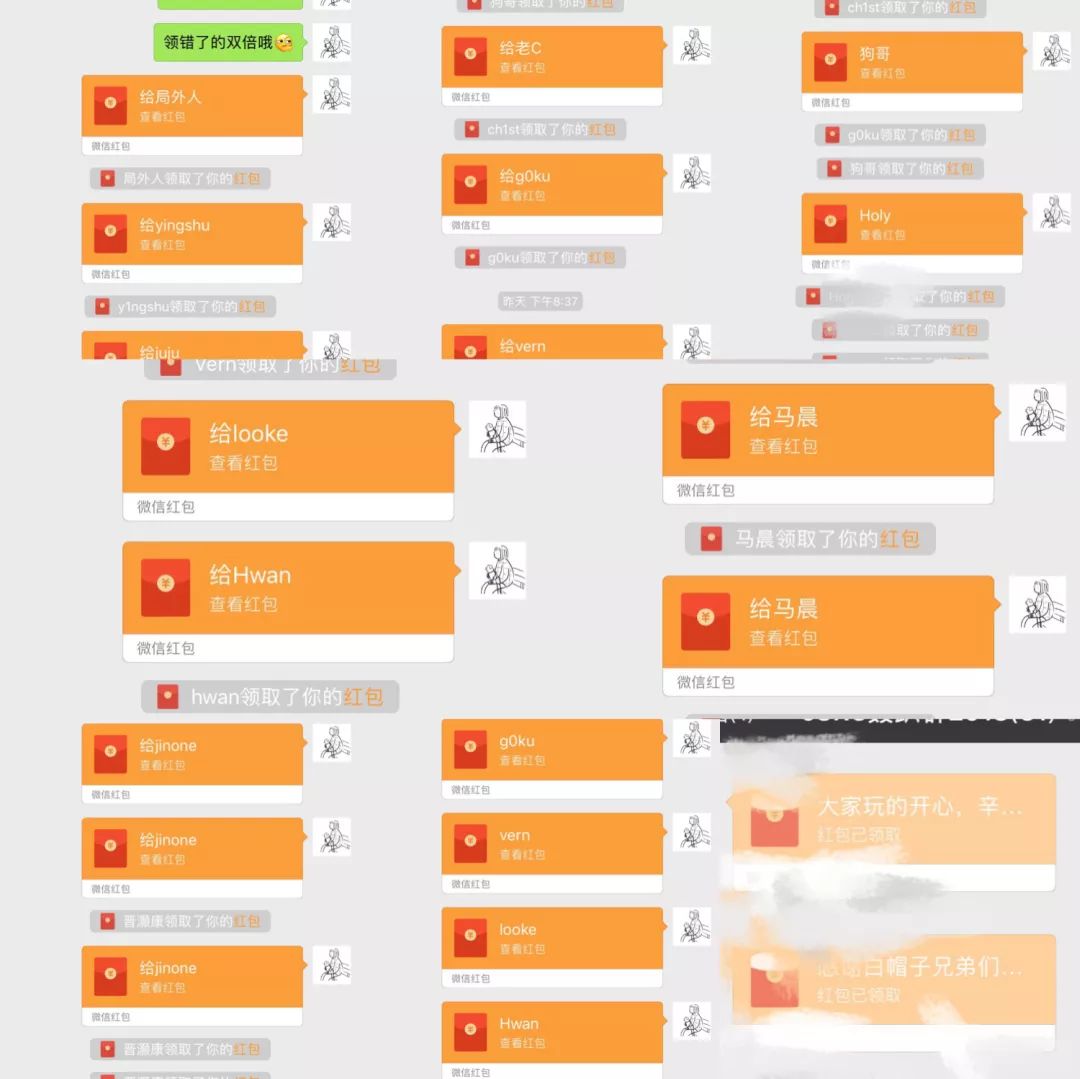 领错了的双倍哦
给局外人
查看红包
微信红包
局外人领取了你的红包
给yingshu
查看红包
微信红包
y1ngshu领取了你的红包
给juju
狗哥领取了你的红包
给老C
查看红包
微信红包
ch1st领取了你的红包
给g0ku
查看红包
微信红包
g0ku领取了你的红包
昨天 下午8:37
给vern
ch1st领取了你的红包
狗哥
查看红包
微信红包
g0ku领取了你的红包
狗哥领取了你的红包
Holy
查看红包
微信红包
取了你的红包
领取了你的红包
Vern领取了你的红包
给looke
查看红包
微信红包
给Hwan
查看红包
微信红包
hwan领取了你的红包
给马晨
查看红包
微信红包
马晨领取了你的红包
给马晨
查看红包
微信红包
给jinone
查看红包
微信红包
给jinone
查看红包
微信红包
晋灏康领取了你的红包
给jinone
查看红包
微信红包
晋灏康领取了你的红包
g0ku
查看红包
微信红包
vern
查看红包
微信红包
looke
查看红包
微信红包
Hwan
查看红包
微信红包
大家玩的开心，辛...
红包已领取
感谢白帽子兄弟们...
红包已领取